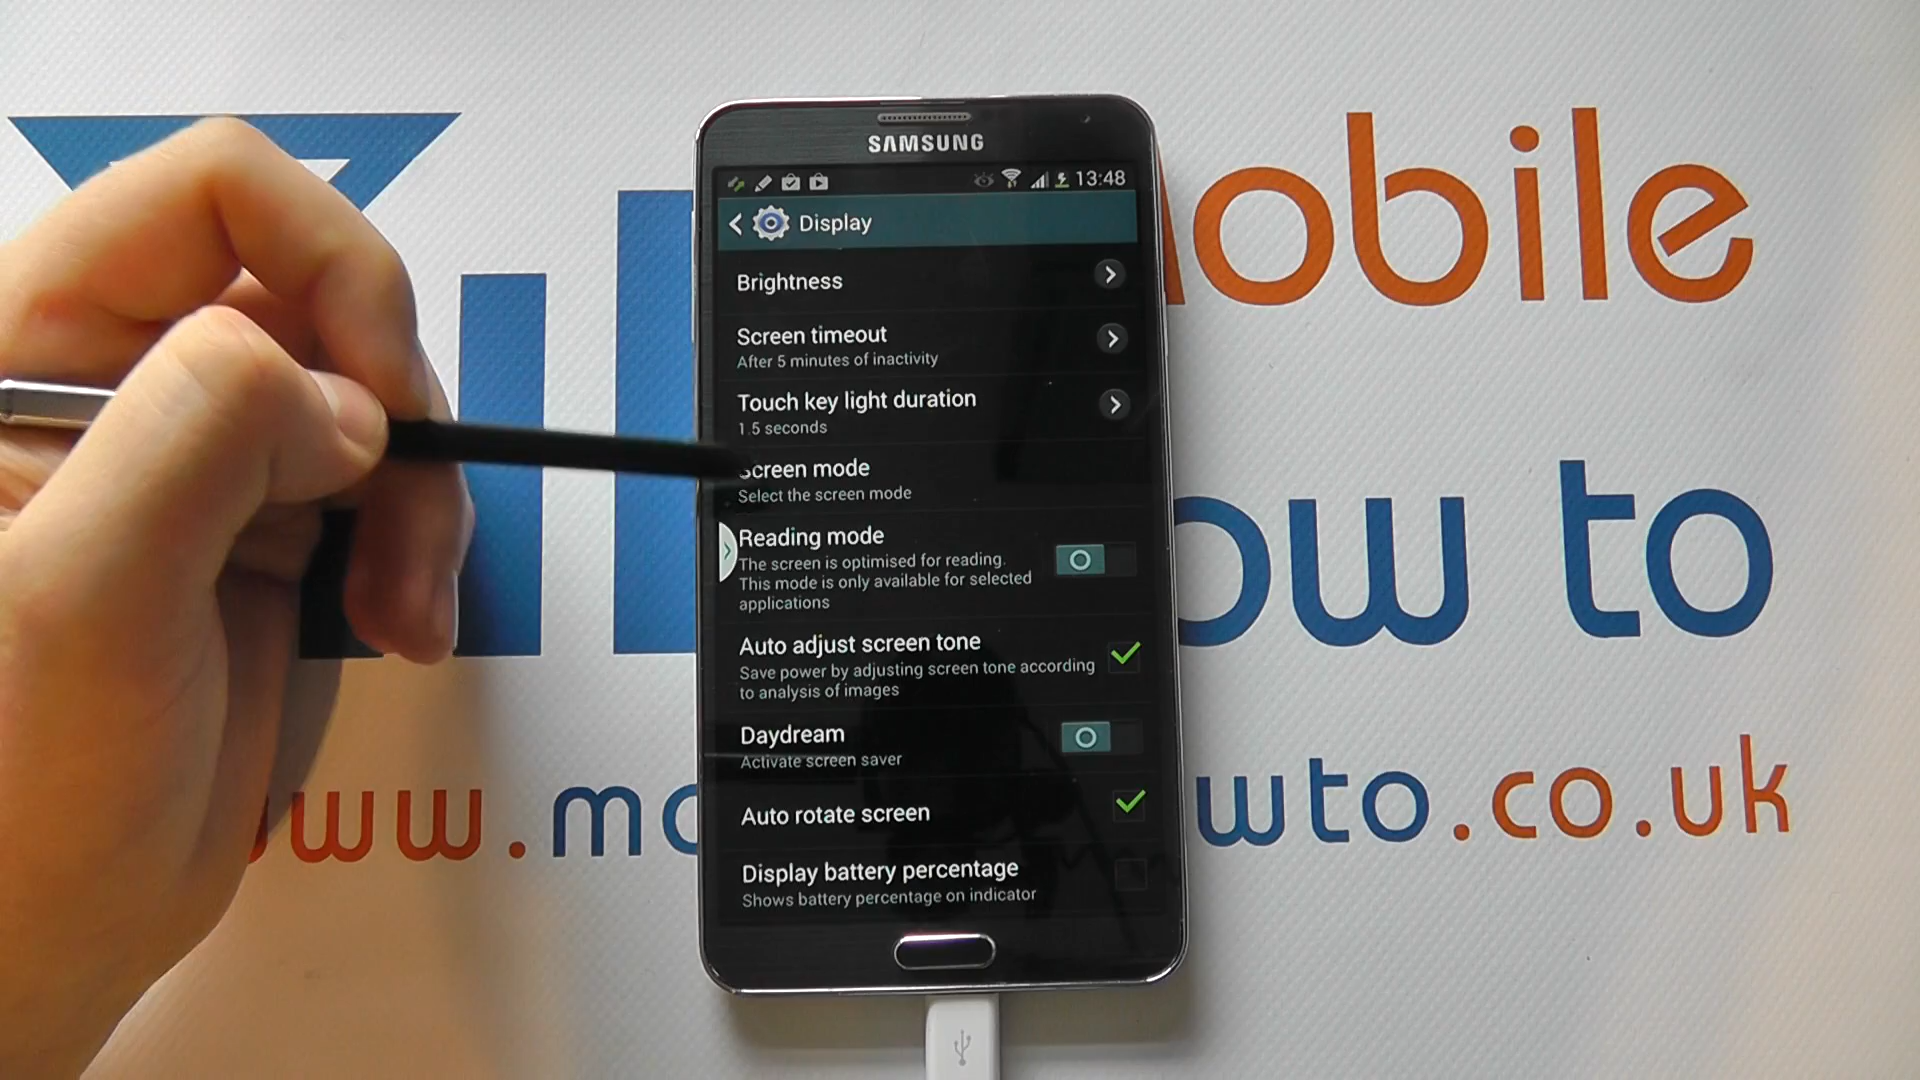 SAMSUNG
13:48
Display
Brightness
Screen timeout
After 5 minutes of inactivity
Touch key light duration
1.5 seconds
Screen mode
Select the screen mode
Reading mode
The screen is optimised for reading.
This mode is only available for selected
applications
Auto adjust screen tone
Save power by adjusting screen tone according
to analysis of images
Daydream
Activate screen saver
Auto rotate screen
Display battery percentage
Shows battery percentage on indicator
obile
ow to
ww.mo wto.co.uk